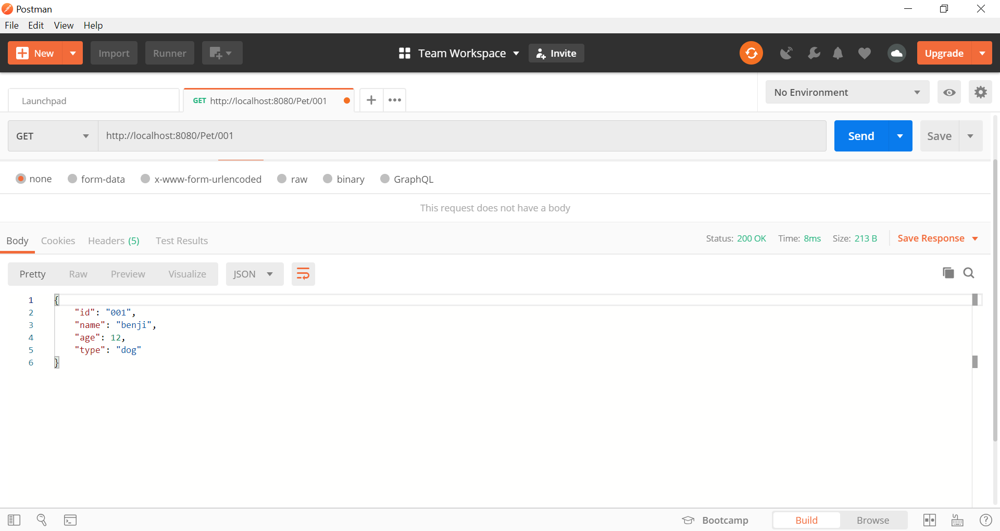 Postman
File Edit View Help
New Import Runner Team Workspace Invite Upgrade
Launchpad GET http://localhost:8080/Pet/001 No Environment
GET http://localhost:8080/Pet/001 Send Save
none form-data x-www-form-urlencoded raw binary GraphQL
This request does not have a body
Body Cookies Headers (5) Test Results Status: 200 OK Time: 8ms Size: 213 B Save Response
Pretty Raw Preview Visualize JSON
1 {
2 "id": "001",
3 "name": "benji",
4 "age": 12,
5 "type": "dog"
6 }
Bootcamp Build Browse